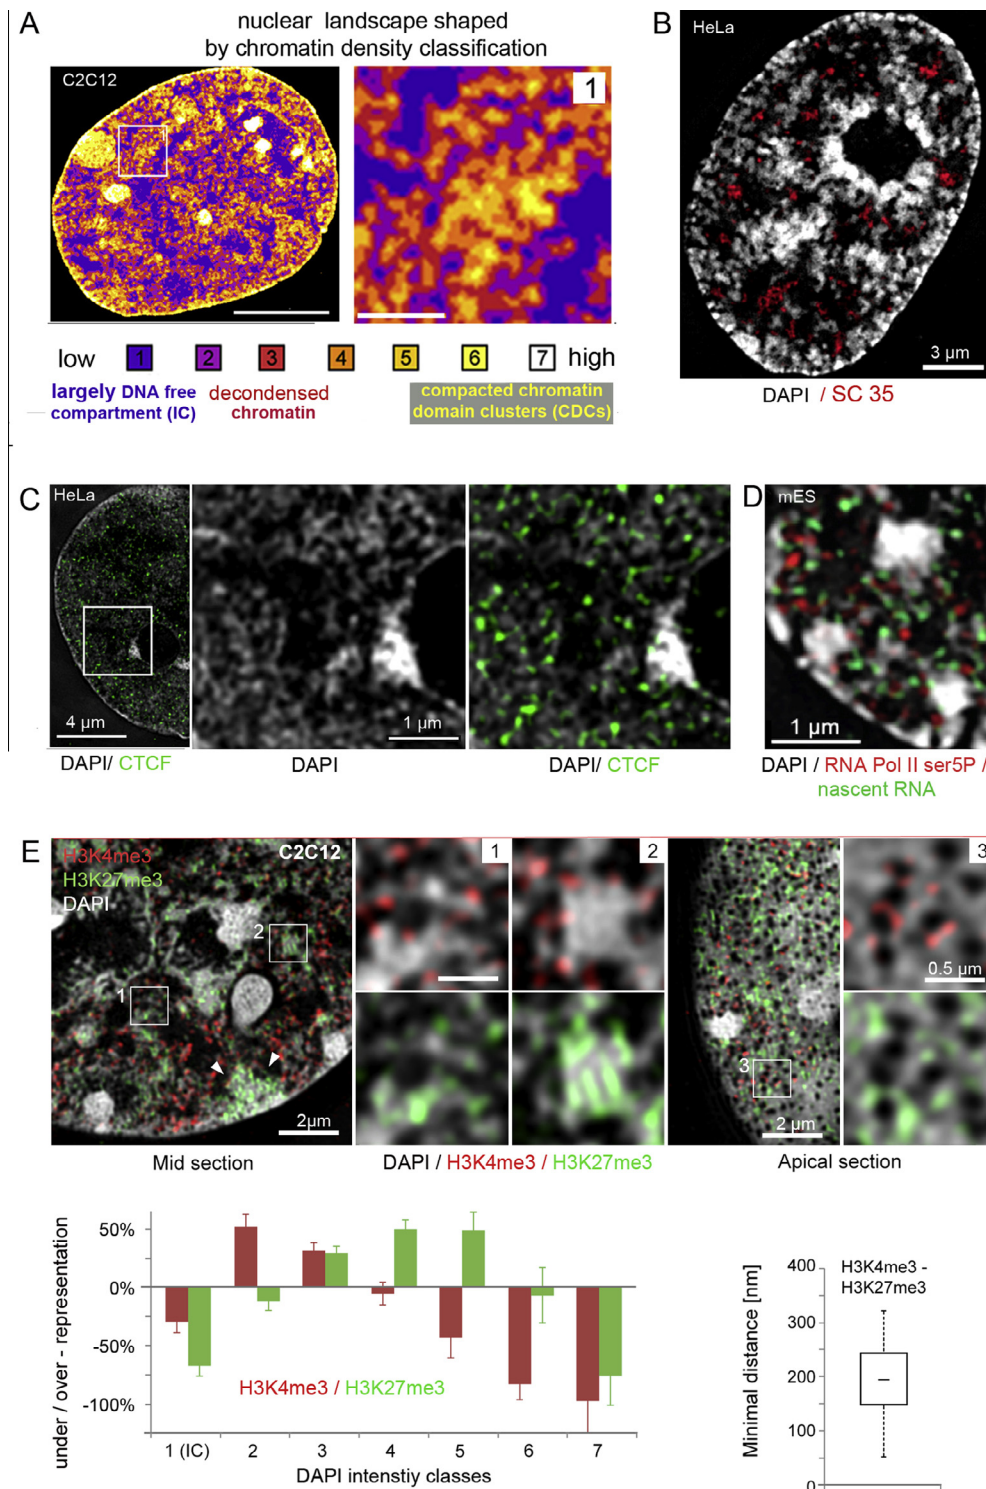 A
nuclear landscape shaped
by chromatin density classification
C2C12
1
low 1 2 3 4 5 6 7 high
largely DNA free
compartment (IC)
decondensed
chromatin
compacted chromatin
domain clusters (CDCs)
B
HeLa
3 µm
DAPI / SC 35
C
HeLa
4 µm
1 µm
DAPI/ CTCF
DAPI
DAPI/ CTCF
D
mES
1 µm
DAPI / RNA Pol II ser5P /
nascent RNA
E
H3K4me3
H3K27me3
DAPI
C2C12
1
2
2µm
1
2
3
2 µm
3
0.5 µm
Mid section
DAPI / H3K4me3 / H3K27me3
Apical section
under / over - representation
50%
0%
-50%
-100%
H3K4me3 / H3K27me3
1 (IC) 2 3 4 5 6 7
DAPI intenstiy classes
Minimal distance [nm]
400
300
200
100
0
H3K4me3 -
H3K27me3